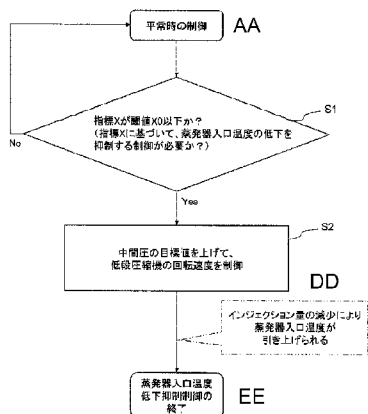 平常時の制御
AA
S1
指標Xが閾値X0以下か？
（指標Xに基づいて、蒸発器入口温度の低下を
抑制する制御が必要か？）
No
Yes
S2
中間圧の目標値を上げて、
低段圧縮機の回転速度を制御
DD
インジェクション量の減少により
蒸発器入口温度が
引き上げられる
蒸発器入口温度
低下抑制制御の
終了
EE